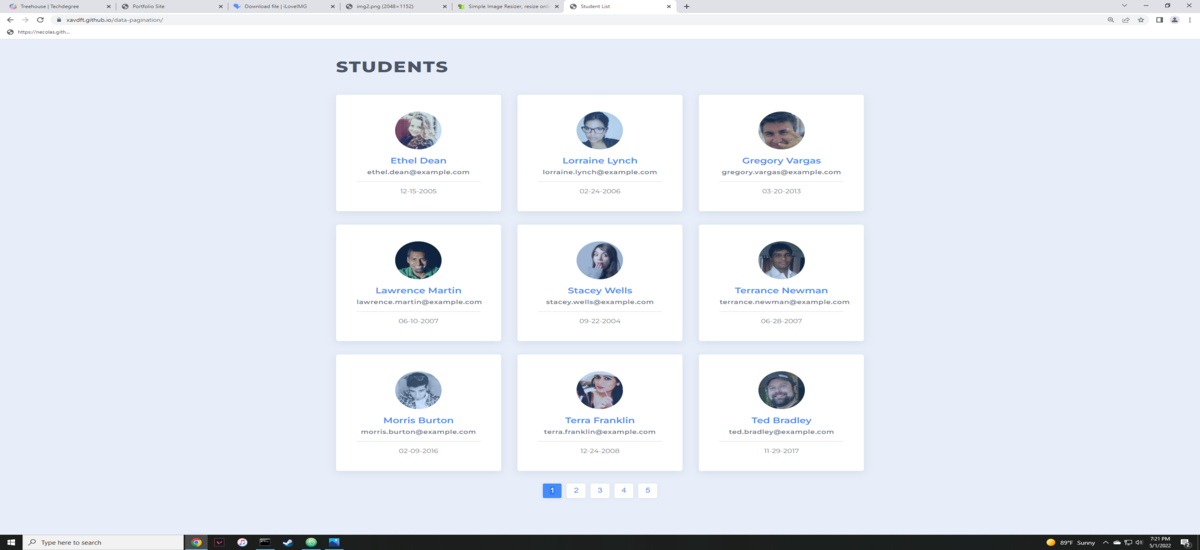 Treehouse | Techdegree
Portfolio Site
Download file | iLoveIMG
img2.png (2048×1152)
Simple Image Resizer, resize onl
Student List
xavdft.github.io/data-pagination/
https://necolas.gith...
STUDENTS
Ethel Dean
ethel.dean@example.com
12-15-2005
Lorraine Lynch
lorraine.lynch@example.com
02-24-2006
Gregory Vargas
gregory.vargas@example.com
03-20-2013
Lawrence Martin
lawrence.martin@example.com
06-10-2007
Stacey Wells
stacey.wells@example.com
09-22-2004
Terrance Newman
terrance.newman@example.com
06-28-2007
Morris Burton
morris.burton@example.com
02-09-2016
Terra Franklin
terra.franklin@example.com
12-24-2008
Ted Bradley
ted.bradley@example.com
11-29-2017
1 2 3 4 5
Type here to search
89°F Sunny
7:21 PM
5/1/2022